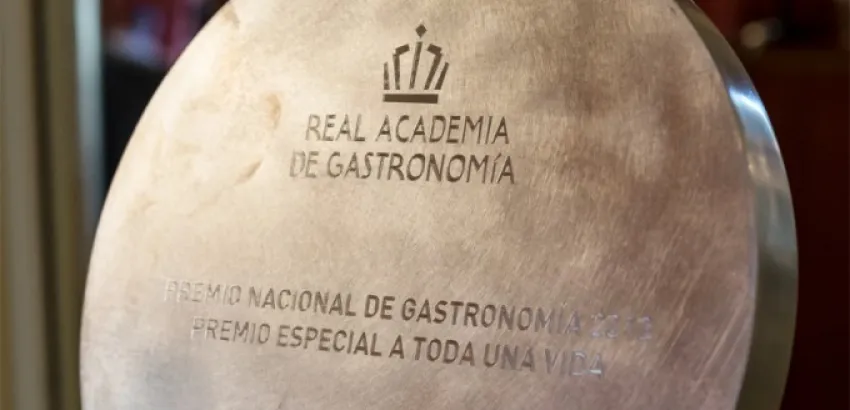 REAL ACADEMIA
DE GASTRONOMÍA
PREMIO NACIONAL DE GASTRONOMÍA
PREMIO ESPECIAL A TODA UNA VIDA